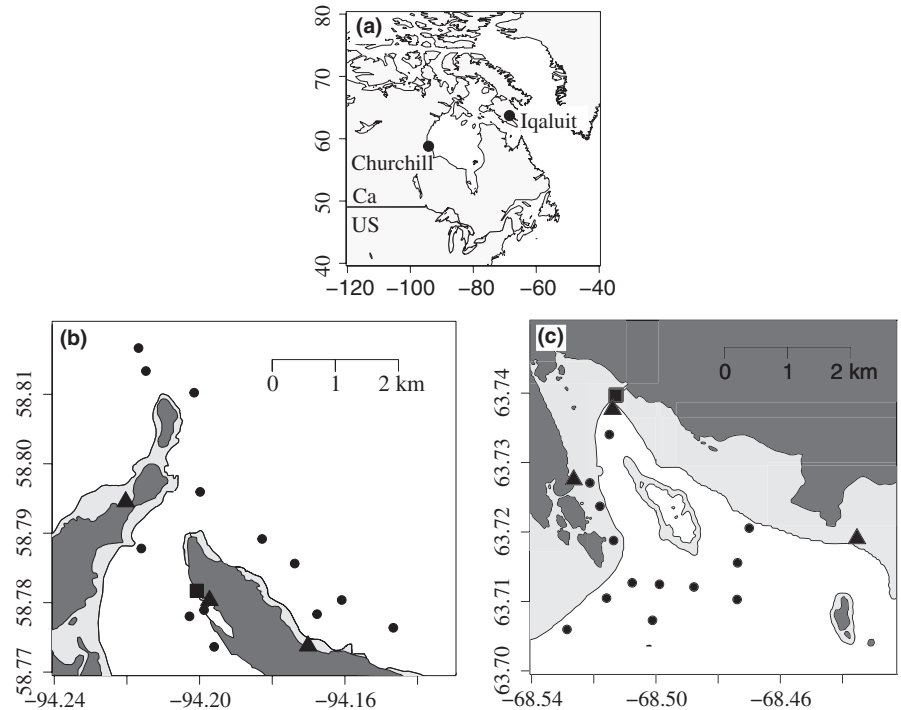 80
(a)
70
60
50
40
Iqaluit
Churchill
Ca
US
−120 −100 −80 −60 −40
(b)
0 1 2 km
58.81
58.80
58.79
58.78
58.77
−94.24 −94.20 −94.16
(c)
0 1 2 km
63.74
63.73
63.72
63.71
63.70
−68.54 −68.50 −68.46